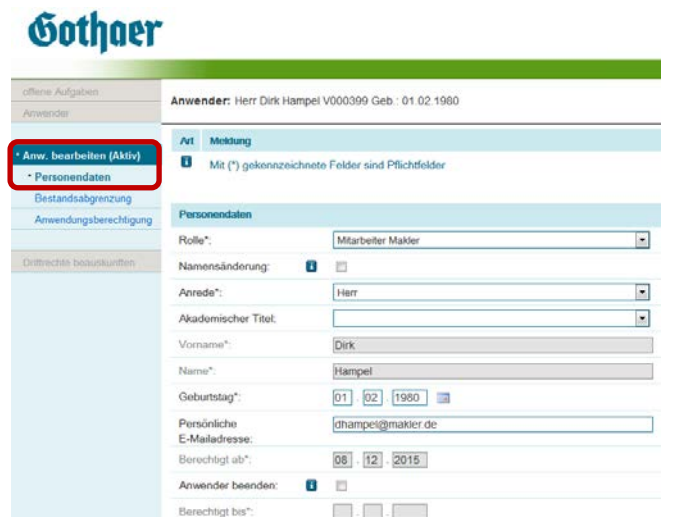 Gothaer
offene Aufgaben
Anwender
Anwender: Herr Dirk Hampel V000399 Geb.: 01.02.1980
Anw. bearbeiten (Aktiv)
Personendaten
Bestandsabgrenzung
Anwendungsberechtigung
Drittrechte beauskunften
Art Meldung
Mit (*) gekennzeichnete Felder sind Pflichtfelder
Personendaten
Rolle*: Mitarbeiter Makler
Namensänderung:
Anrede*: Herr
Akademischer Titel:
Vorname*: Dirk
Name*: Hampel
Geburtstag*: 01 . 02 . 1980
Persönliche
E-Mailadresse: dhampel@makler.de
Berechtigt ab*: 08 . 12 . 2015
Anwender beenden:
Berechtigt bis*: . .